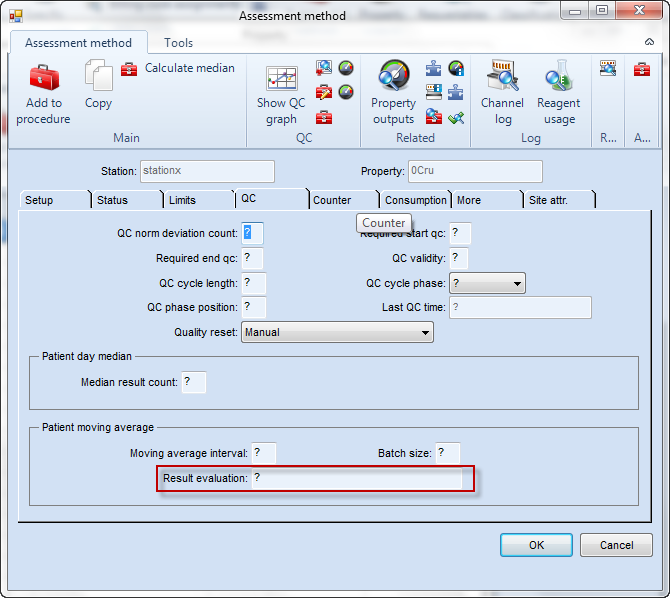 Assessment method
Assessment method Tools
Add to procedure
Copy
Calculate median
Show QC graph
Property outputs
Channel log
Reagent usage
Main QC Related Log R... A...
Station: stationx Property: 0Cru
Setup Status Limits QC Counter Consumption More Site attr.
Counter
QC norm deviation count: ? Required start qc: ?
Required end qc: ? QC validity: ?
QC cycle length: ? QC cycle phase: ?
QC phase position: ? Last QC time: ?
Quality reset: Manual
Patient day median
Median result count: ?
Patient moving average
Moving average interval: ? Batch size: ?
Result evaluation: ?
OK Cancel